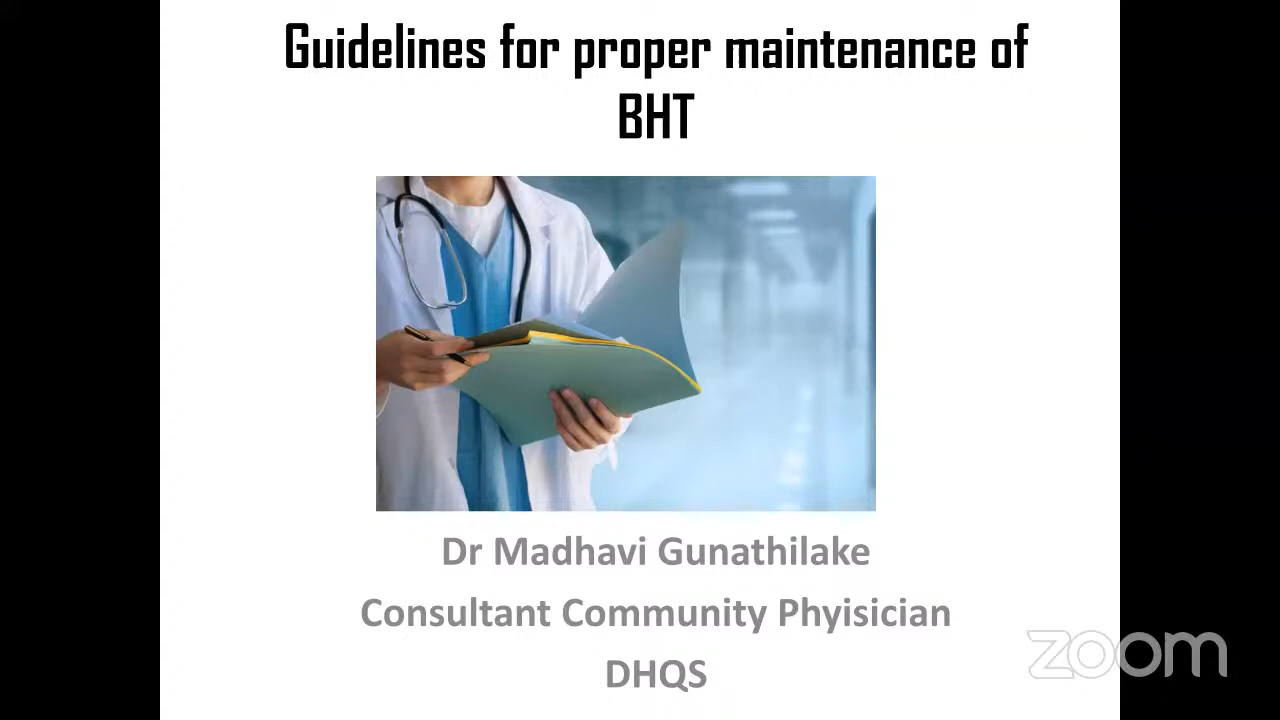 Guidelines for proper maintenance of
BHT
Dr Madhavi Gunathilake
Consultant Community Phyisician
DHQS
zoom